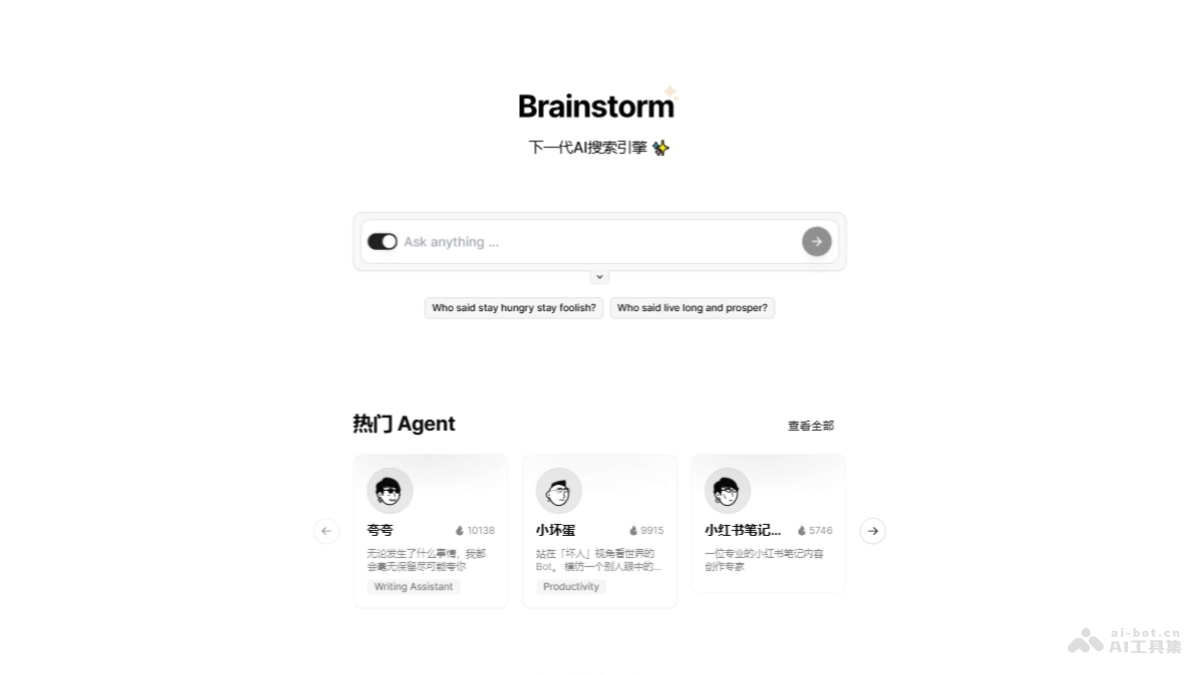 Brainstorm
下一代AI搜索引擎
Ask anything ...
Who said stay hungry stay foolish?
Who said live long and prosper?
热门 Agent
查看全部
夸夸
10138
无论发生了什么事情，我都
会毫无保留尽可能夸你
Writing Assistant
小坏蛋
9915
站在「坏人」视角看世界的
Bot。 模仿一个别人眼中的...
Productivity
小红书笔记...
5746
一位专业的小红书笔记内容
创作专家
ai-bot.cn
AI工具集